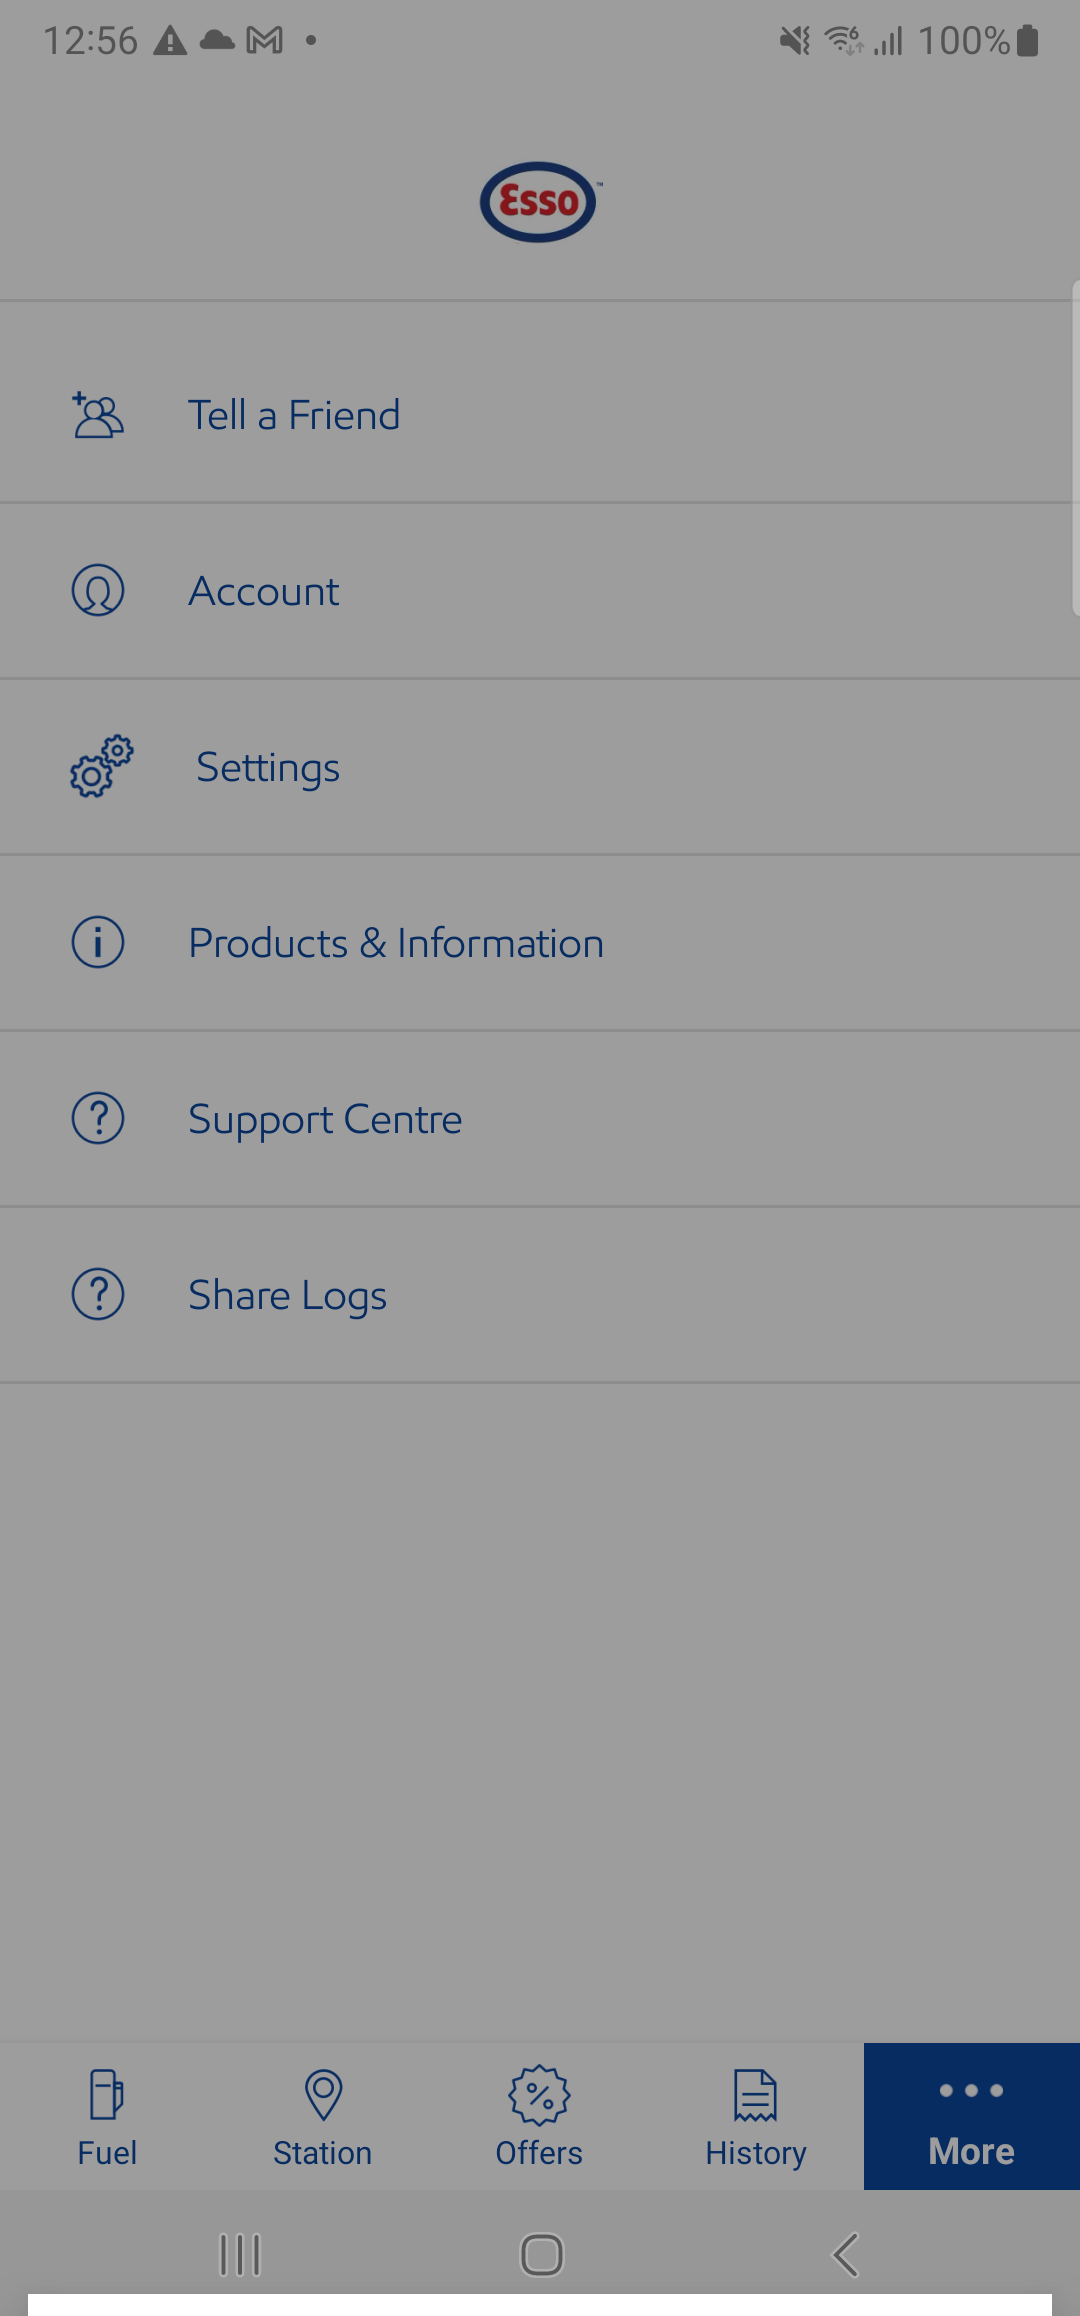 12:56
100%
Esso
Tell a Friend
Account
Settings
Products & Information
Support Centre
Share Logs
Fuel
Station
Offers
History
More